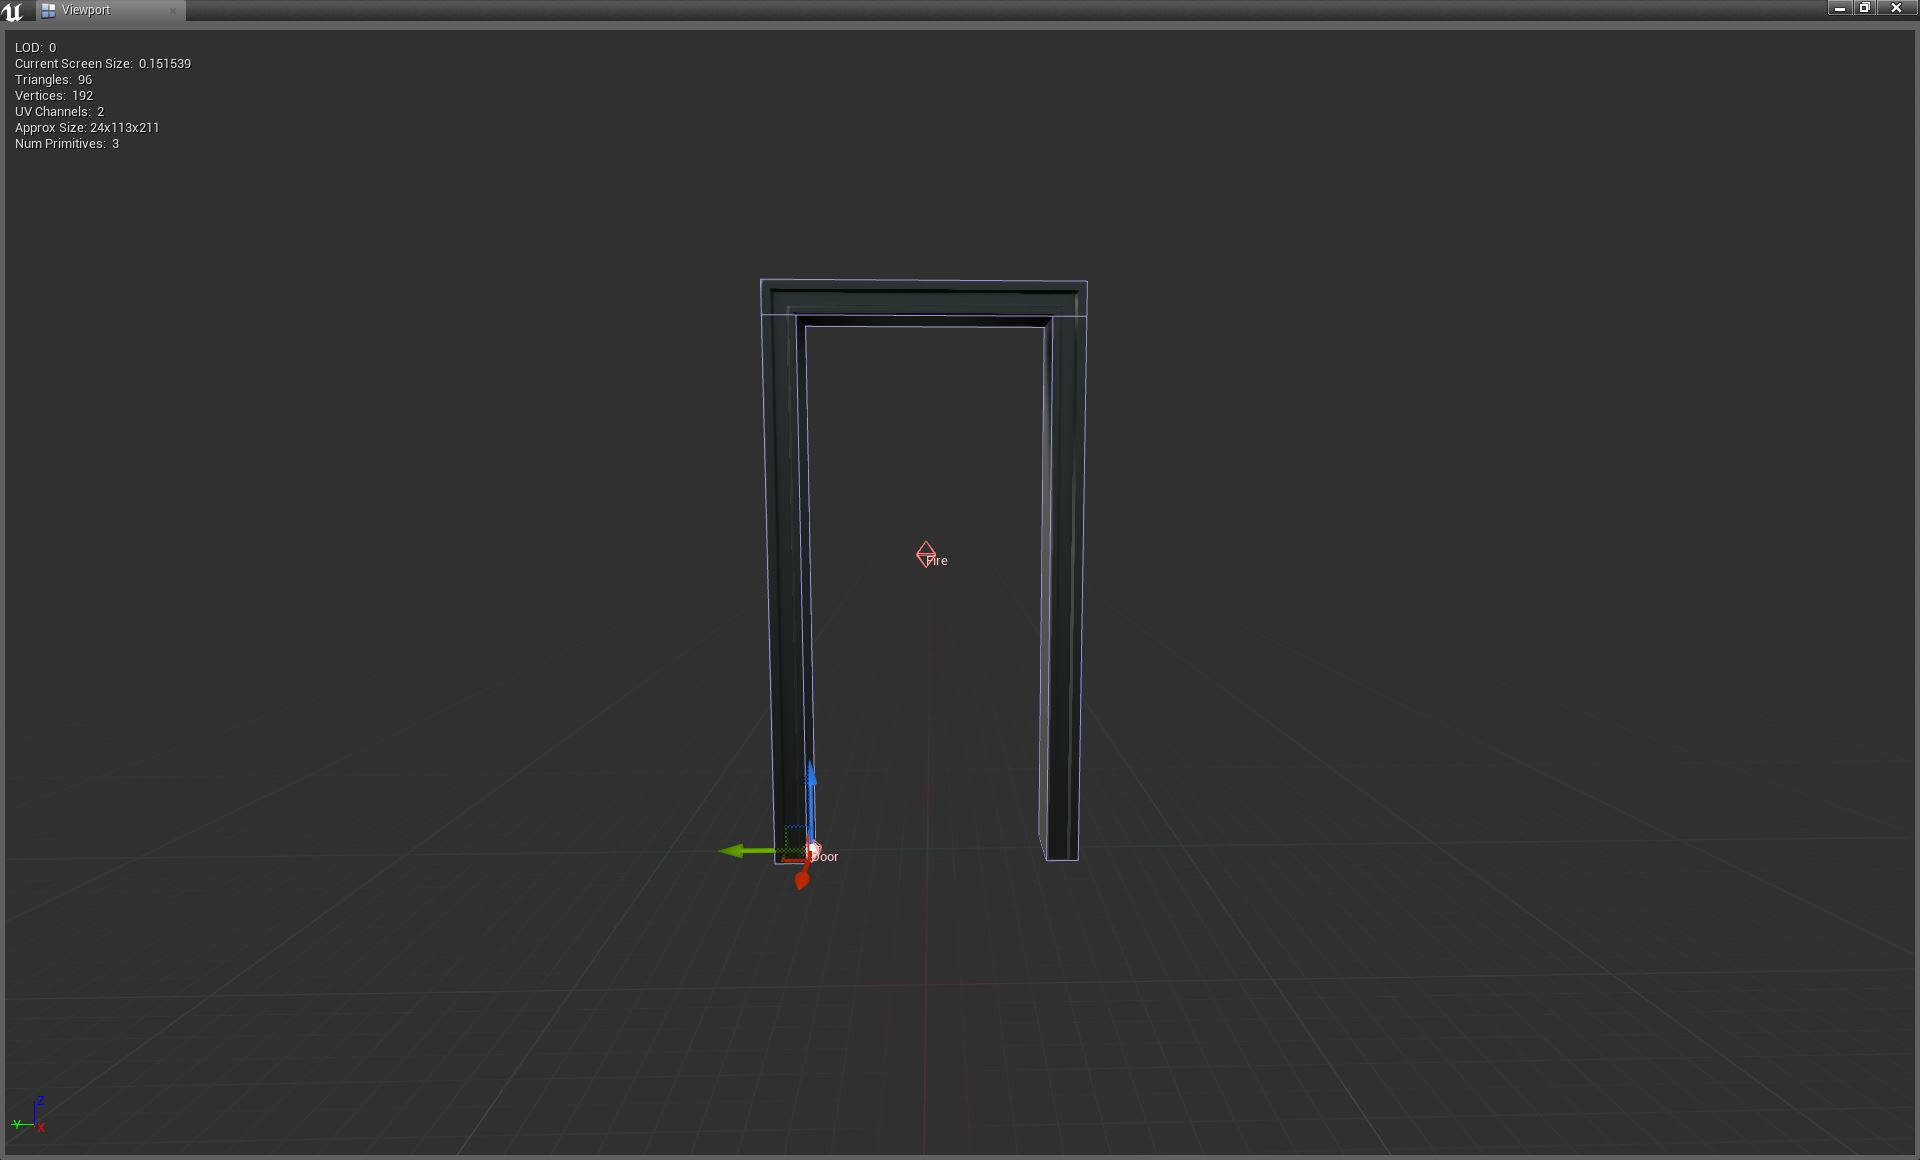 Viewport
LOD: 0
Current Screen Size: 0.151539
Triangles: 96
Vertices: 192
UV Channels: 2
Approx Size: 24x113x211
Num Primitives: 3
Fire
Door
Z
Y
X